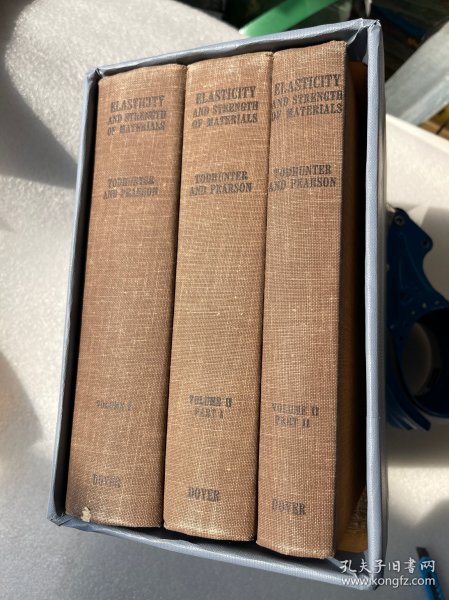 ELASTICITY
AND STRENGTH
OF MATERIALS
TODHUNTER
AND PEARSON
VOLUME I
DOVER
ELASTICITY
AND STRENGTH
OF MATERIALS
TODHUNTER
AND PEARSON
VOLUME II
PART I
DOVER
ELASTICITY
AND STRENGTH
OF MATERIALS
TODHUNTER
AND PEARSON
VOLUME II
PART II
DOVER
孔夫子旧书网
www.kongfz.com